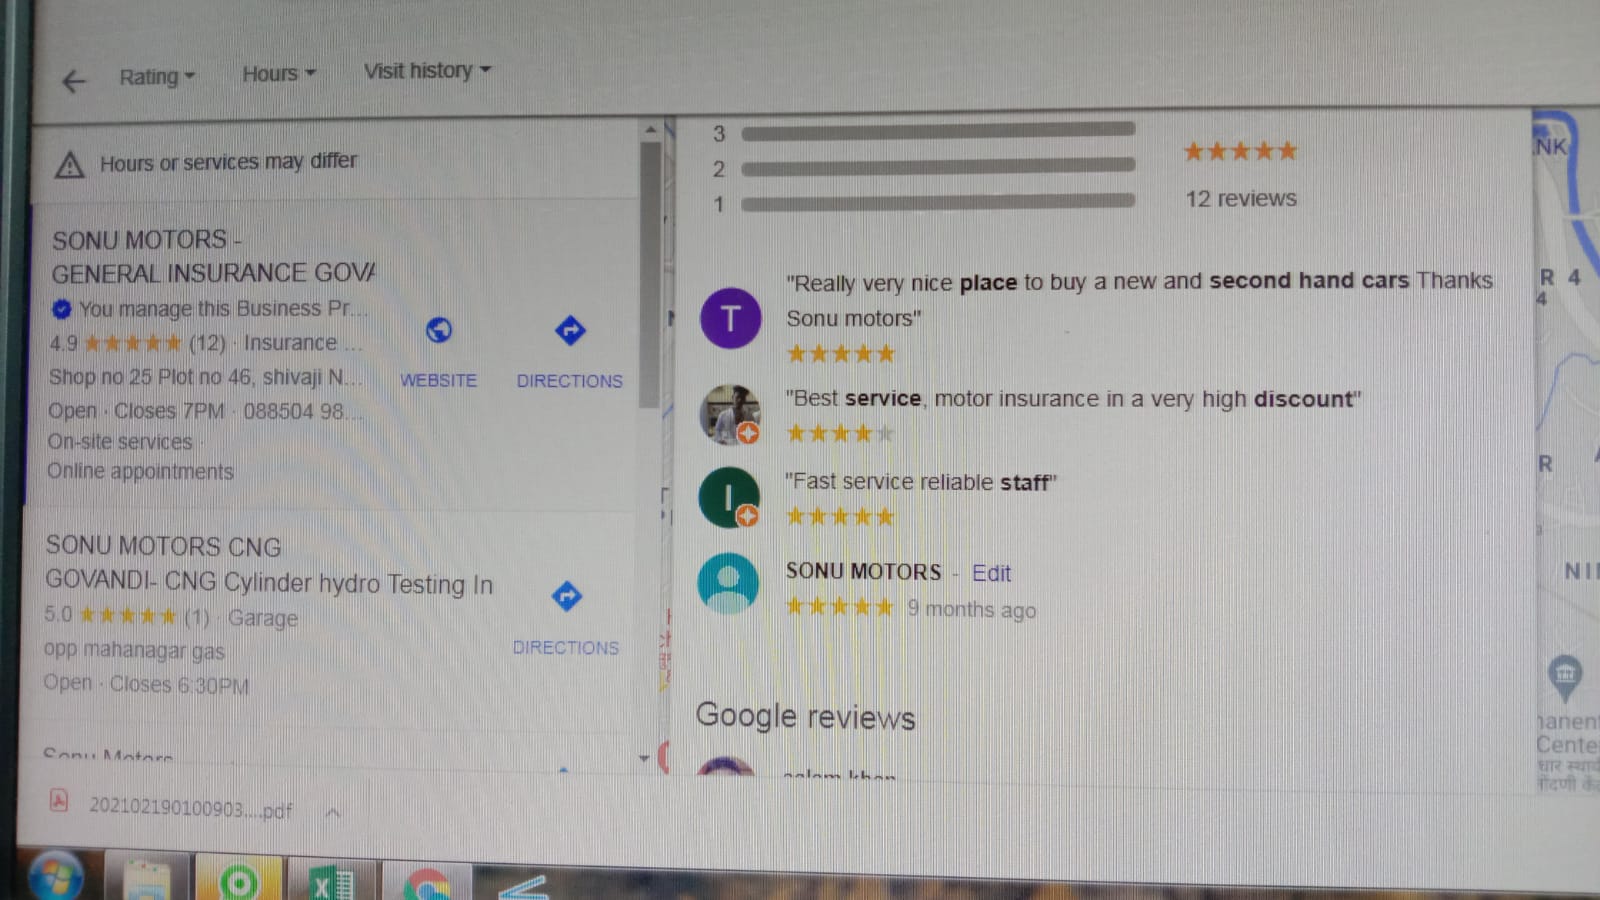 Rating
Hours
Visit history
Hours or services may differ
SONU MOTORS -
GENERAL INSURANCE GOVA
You manage this Business Pr...
4.9 (12) · Insurance ...
Shop no 25 Plot no 46, shivaji N...
Open · Closes 7PM · 088504 98...
On-site services
Online appointments
WEBSITE
DIRECTIONS
SONU MOTORS CNG
GOVANDI- CNG Cylinder hydro Testing In
5.0 (1) · Garage
opp mahanagar gas
Open · Closes 6:30PM
DIRECTIONS
Sonu Motors
202102190100903....pdf
3
2
1
12 reviews
T
"Really very nice place to buy a new and second hand cars Thanks
Sonu motors"
"Best service, motor insurance in a very high discount"
I
"Fast service reliable staff"
SONU MOTORS - Edit
9 months ago
Google reviews
NK
R 4
4
R
NI
Cente